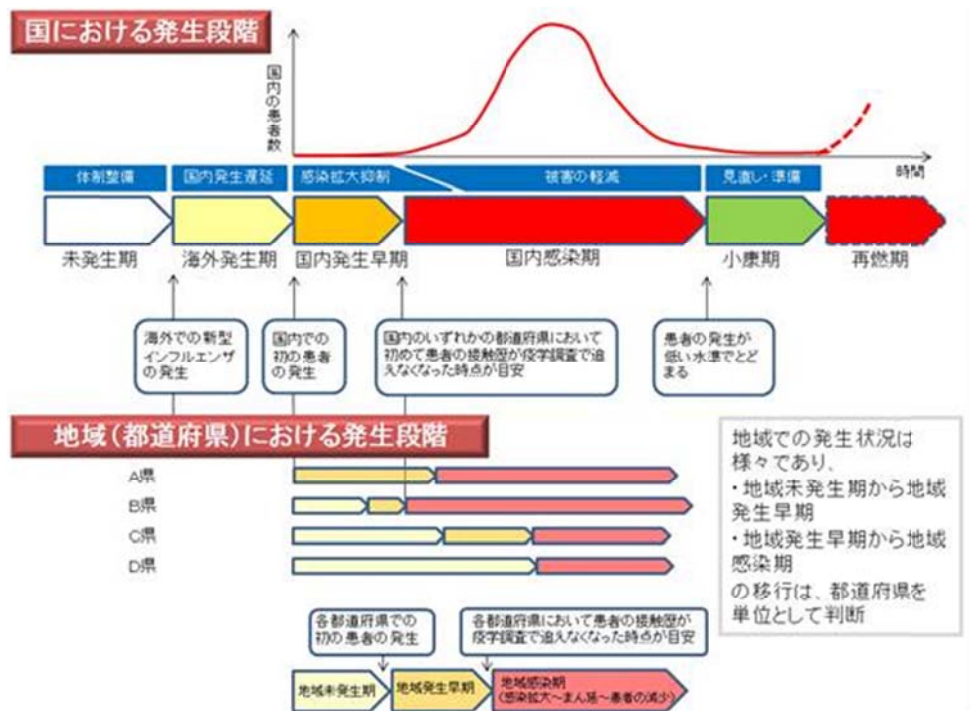 国における発生段階
国内の患者数
時間
体制整備
国内発生遅延
感染拡大抑制
被害の軽減
見直し・準備
未発生期
海外発生期
国内発生早期
国内感染期
小康期
再燃期
海外での新型
インフルエンザ
の発生
国内での
初の患者
の発生
国内のいずれかの都道府県において
初めて患者の接触歴が疫学調査で追
えなくなった時点が目安
患者の発生が
低い水準でとど
まる
地域(都道府県)における発生段階
A県
B県
C県
D県
地域での発生状況は
様々であり、
・地域未発生期から地域
発生早期
・地域発生早期から地域
感染期
の移行は、都道府県を
単位として判断
各都道府県での
初の患者の発生
各都道府県において患者の接触歴が
疫学調査で追えなくなった時点が目安
地域未発生期
地域発生早期
地域感染期
(感染拡大~まん延~患者の減少)